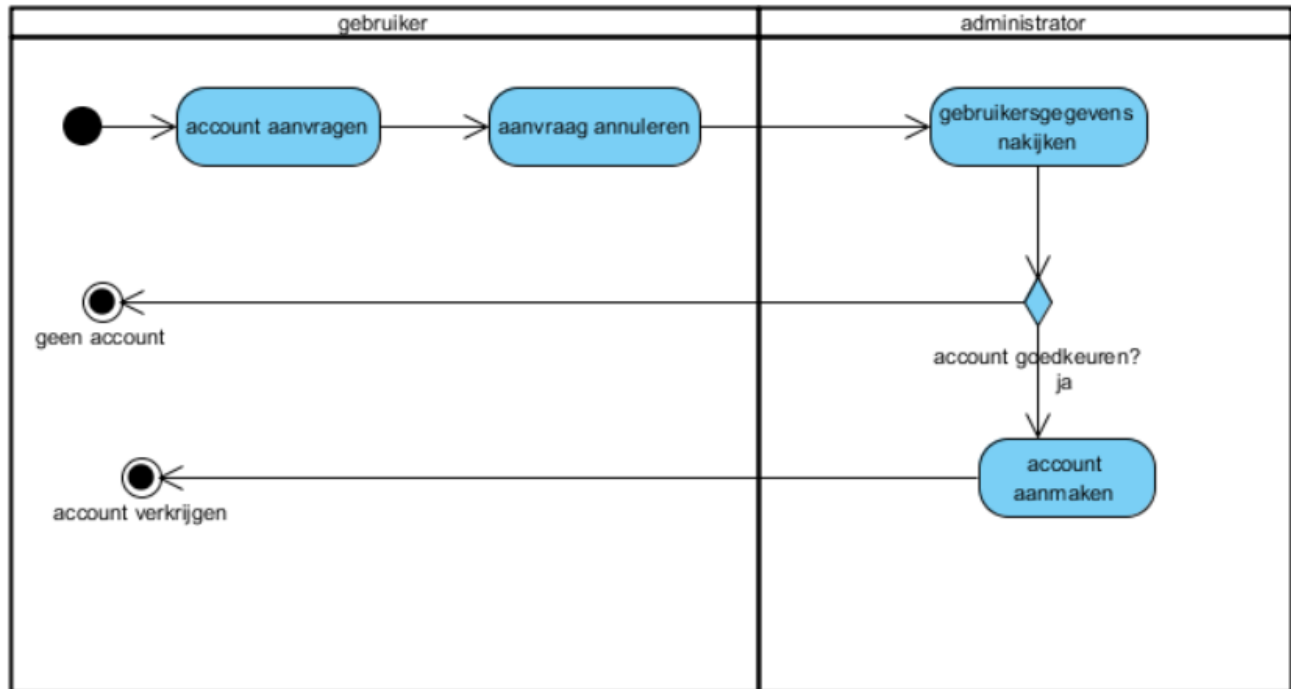 gebruiker
administrator
account aanvragen
aanvraag annuleren
gebruikersgegevens
nakijken
geen account
account goedkeuren?
ja
account
aanmaken
account verkrijgen